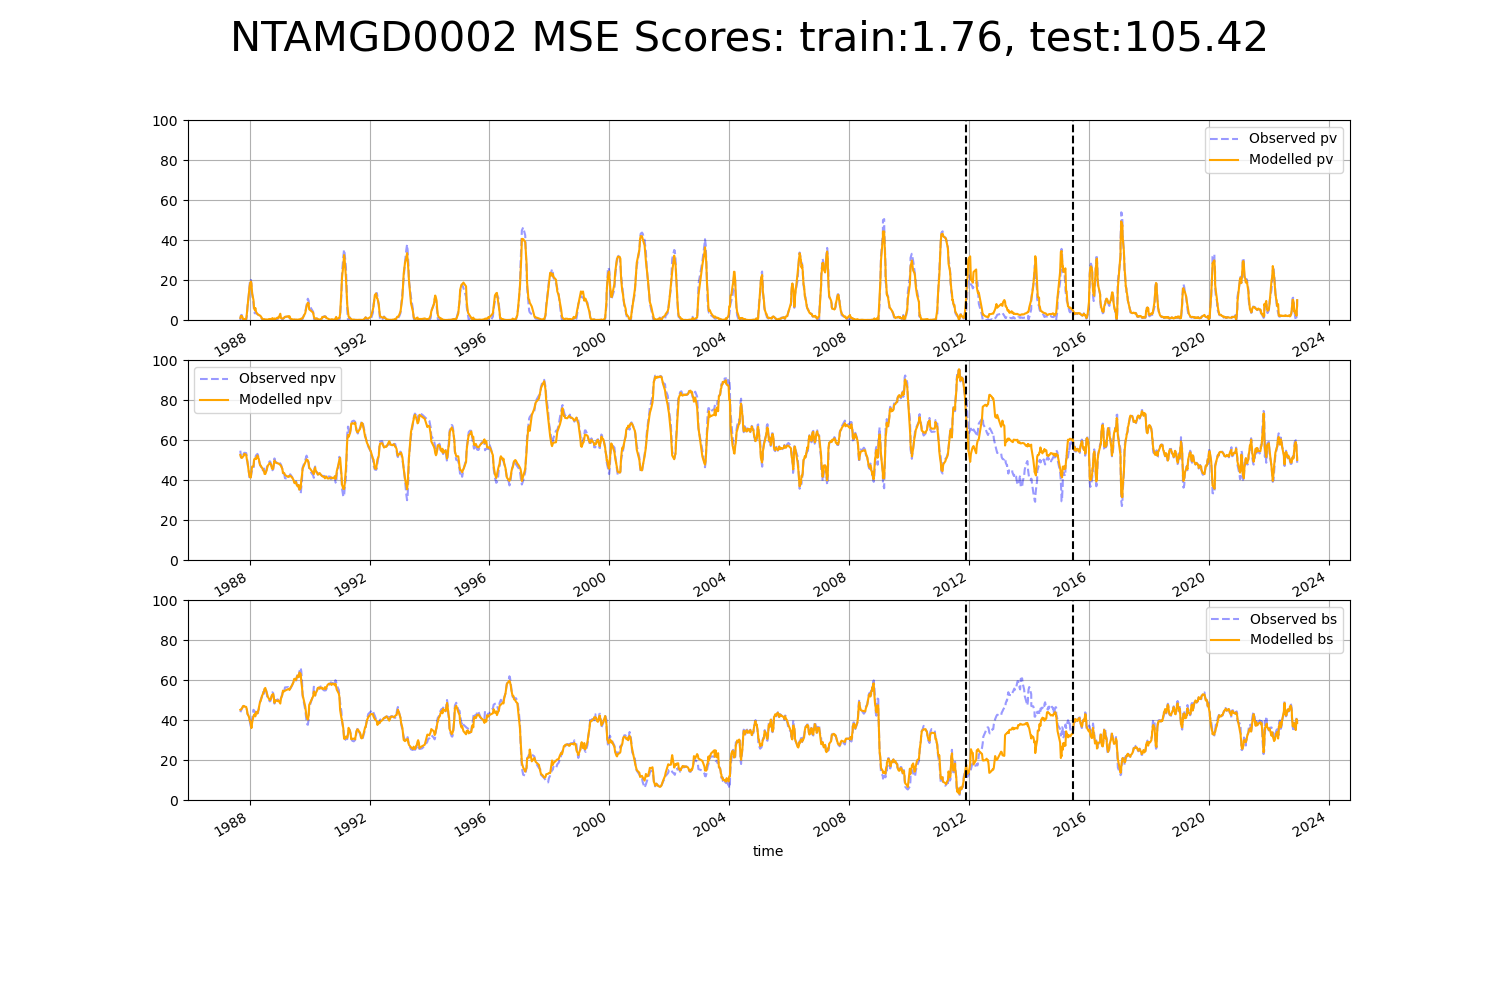 NTAMGD0002 MSE Scores: train:1.76, test:105.42
100
80
60
40
20
0
Observed pv
Modelled pv
1988 1992 1996 2000 2004 2008 2012 2016 2020 2024
100
80
60
40
20
0
Observed npv
Modelled npv
1988 1992 1996 2000 2004 2008 2012 2016 2020 2024
100
80
60
40
20
0
Observed bs
Modelled bs
1988 1992 1996 2000 2004 2008 2012 2016 2020 2024
time